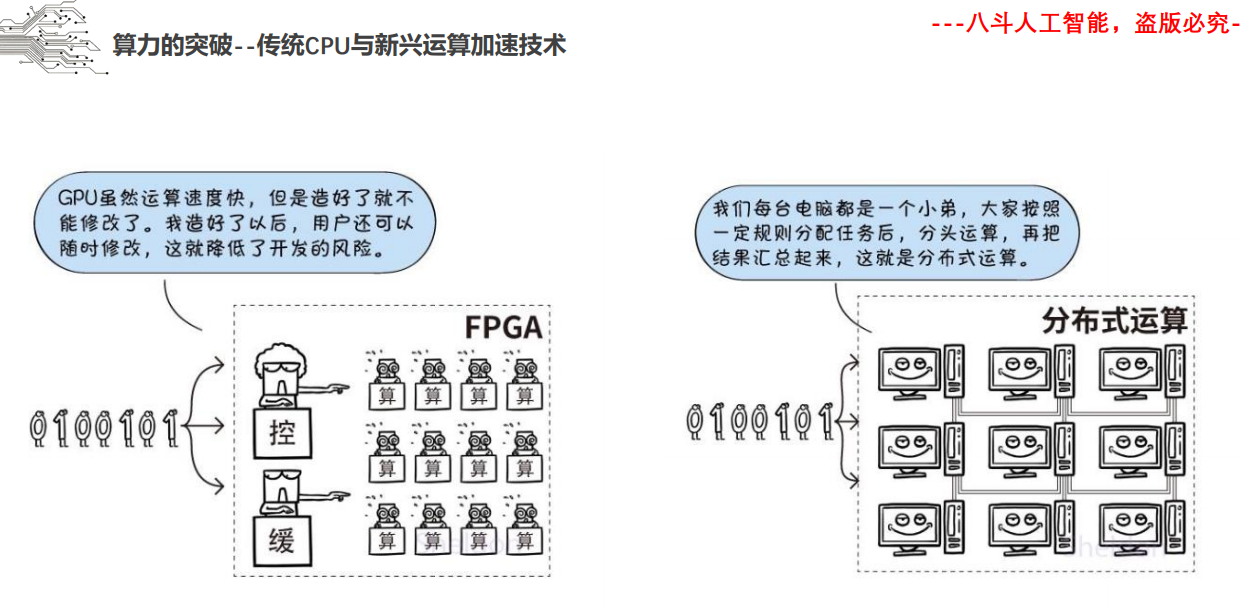 算力的突破--传统CPU与新兴运算加速技术
---八斗人工智能，盗版必究-
GPU虽然运算速度快，但是造好了就不
能修改了。我造好了以后，用户还可以
随时修改，这就降低了开发的风险。
FPGA
0100101
控
缓
算 算 算 算
算 算 算 算
算 算 算 算
我们每台电脑都是一个小弟，大家按照
一定规则分配任务后，分头运算，再把
结果汇总起来，这就是分布式运算。
分布式运算
0100101
Sheldon